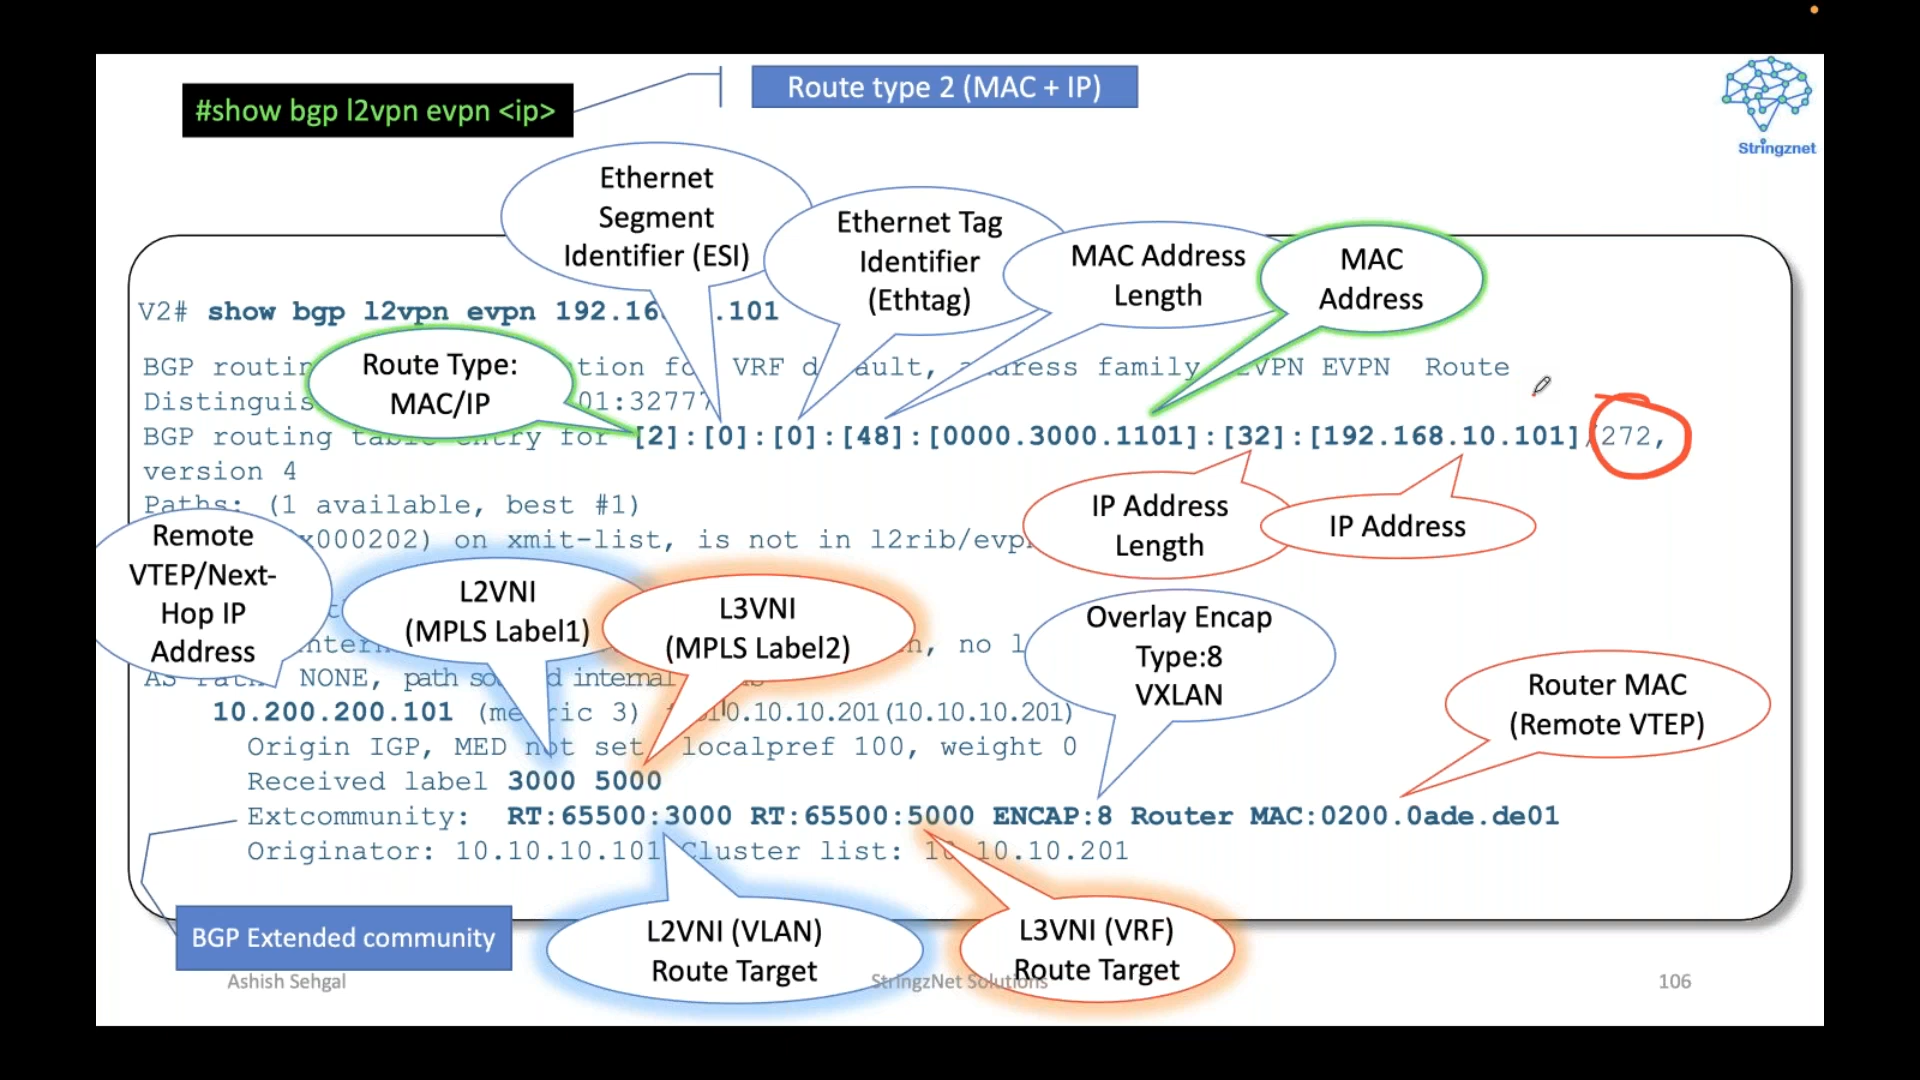 #show bgp l2vpn evpn <ip>
Route type 2 (MAC + IP)
Stringznet
Ethernet
Segment
Identifier (ESI)
Ethernet Tag
Identifier
(Ethtag)
MAC Address
Length
MAC
Address
V2# show bgp l2vpn evpn 192.16 .101
Route Type:
MAC/IP
BGP routin tion fo VRF d ault, a ress family EVPN Route
Distinguis 01:32777
BGP routing table entry for [2]:[0]:[0]:[48]:[0000.3000.1101]:[32]:[192.168.10.101]/272,
version 4
Paths: (1 available, best #1)
x000202) on xmit-list, is not in l2rib/evp
IP Address
Length
IP Address
Remote
VTEP/Next-
Hop IP
Address
L2VNI
(MPLS Label1)
L3VNI
(MPLS Label2)
Overlay Encap
Type:8
VXLAN
Router MAC
(Remote VTEP)
no l
NONE, path so d internal
10.200.200.101 (metric 3) 10.10.10.201(10.10.10.201)
Origin IGP, MED not set, localpref 100, weight 0
Received label 3000 5000
Extcommunity: RT:65500:3000 RT:65500:5000 ENCAP:8 Router MAC:0200.0ade.de01
Originator: 10.10.10.101 Cluster list: 10.10.10.201
BGP Extended community
L2VNI (VLAN)
Route Target
L3VNI (VRF)
Route Target
Ashish Sehgal
StringzNet Solutions
106